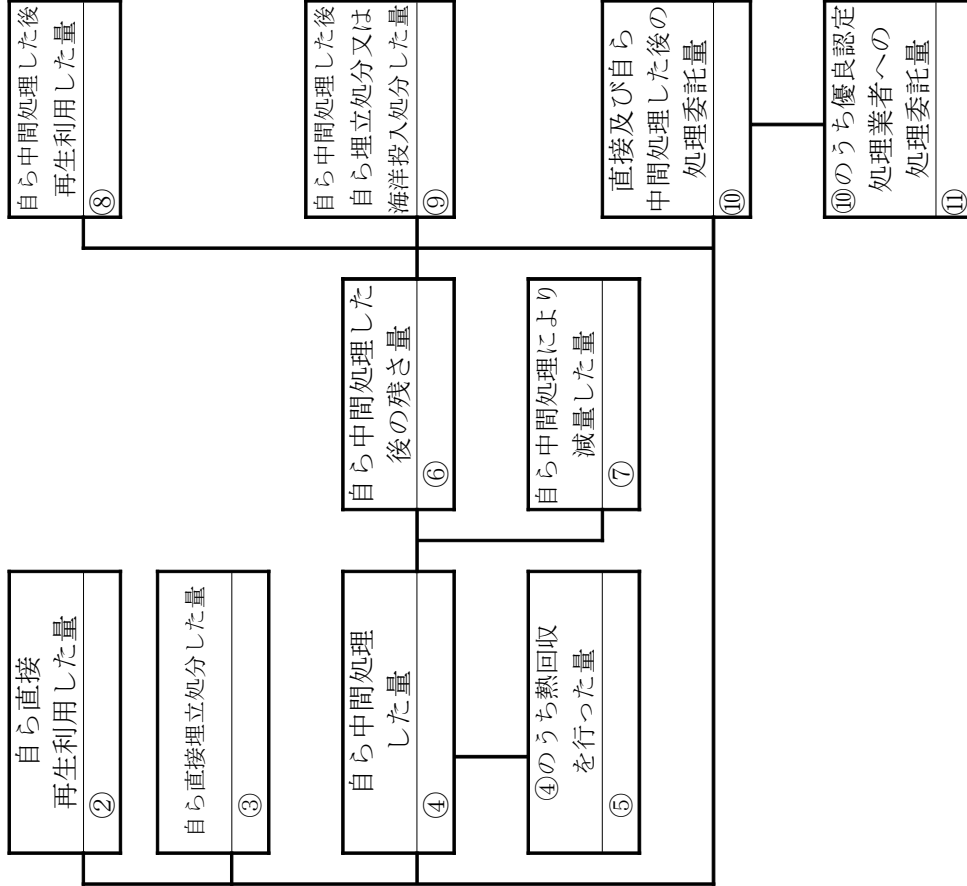 自ら直接
再生利用した量
②
自ら直接埋立処分した量
③
自ら中間処理
した量
④
④のうち熱回収
を行った量
⑤
自ら中間処理した
後の残さ量
⑥
自ら中間処理により
減量した量
⑦
自ら中間処理した後
再生利用した量
⑧
自ら中間処理した後
自ら埋立処分又は
海洋投入処分した量
⑨
直接及び自ら
中間処理した後の
処理委託量
⑩
⑩のうち優良認定
処理業者への
処理委託量
⑪